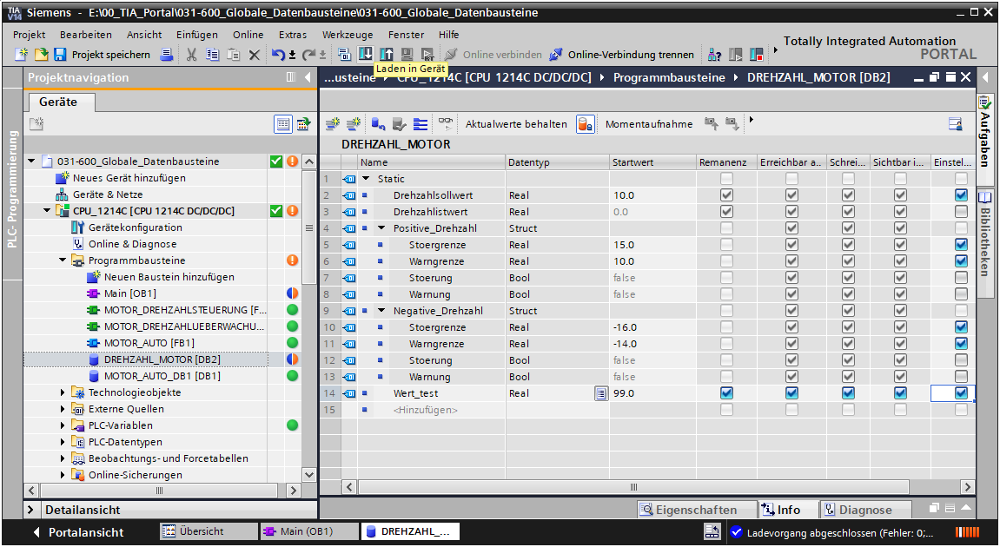 TIA V14 Siemens - E:\00_TIA_Portal\031-600_Globale_Datenbausteine\031-600_Globale_Datenbausteine
Projekt Bearbeiten Ansicht Einfügen Online Extras Werkzeuge Fenster Hilfe
Totally Integrated Automation
PORTAL
Projekt speichern Online verbinden Online-Verbindung trennen
Laden in Gerät
Projektnavigation
...usteine CPU_1214C [CPU 1214C DC/DC/DC] Programmbausteine DREHZAHL_MOTOR [DB2]
Geräte
PLC-Programmierung
031-600_Globale_Datenbausteine
Neues Gerät hinzufügen
Geräte & Netze
CPU_1214C [CPU 1214C DC/DC/DC]
Gerätekonfiguration
Online & Diagnose
Programmbausteine
Neuen Baustein hinzufügen
Main [OB1]
MOTOR_DREHZAHLSTEUERUNG [F...
MOTOR_DREHZAHLUEBERWACHU...
MOTOR_AUTO [FB1]
DREHZAHL_MOTOR [DB2]
MOTOR_AUTO_DB1 [DB1]
Technologieobjekte
Externe Quellen
PLC-Variablen
PLC-Datentypen
Beobachtungs- und Forcetabellen
Online-Sicherungen
Detailansicht
Aktualwerte behalten Momentaufnahme
DREHZAHL_MOTOR
Name Datentyp Startwert Remanenz Erreichbar a... Schrei... Sichtbar i... Einstel...
1 Static
2 Drehzahlsollwert Real 10.0
3 Drehzahlistwert Real 0.0
4 Positive_Drehzahl Struct
5 Stoergrenze Real 15.0
6 Warngrenze Real 10.0
7 Stoerung Bool false
8 Warnung Bool false
9 Negative_Drehzahl Struct
10 Stoergrenze Real -16.0
11 Warngrenze Real -14.0
12 Stoerung Bool false
13 Warnung Bool false
14 Wert_test Real 99.0
15 <Hinzufügen>
Aufgaben
Bibliotheken
Eigenschaften Info Diagnose
Portalansicht Übersicht Main (OB1) DREHZAHL_... Ladevorgang abgeschlossen (Fehler: 0;...